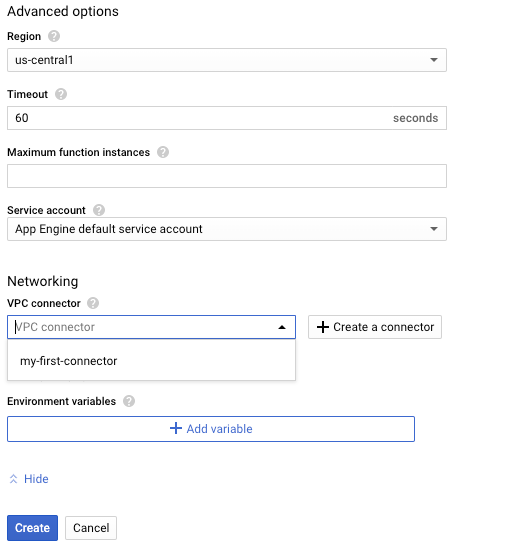 Advanced options
Region ?
us-central1
Timeout ?
60 seconds
Maximum function instances ?
Service account ?
App Engine default service account
Networking
VPC connector ?
VPC connector
+ Create a connector
my-first-connector
Environment variables ?
+ Add variable
Hide
Create Cancel